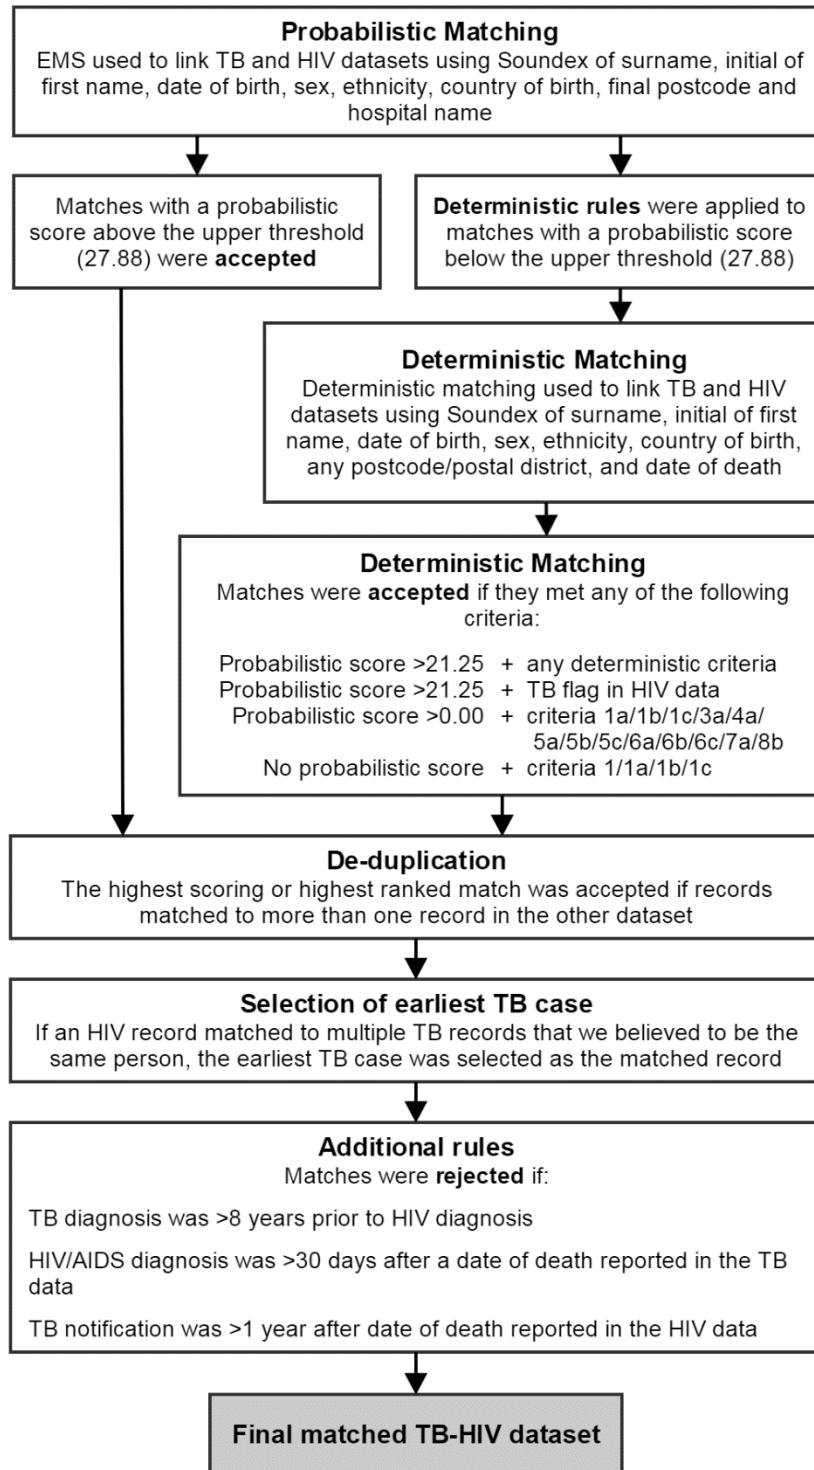 Probabilistic Matching
EMS used to link TB and HIV datasets using Soundex of surname, initial
of first name, date of birth, sex, ethnicity, country of birth, final postcode and
hospital name
Matches with a probabilistic
score above the upper threshold
(27.88) were accepted
Deterministic rules were applied to
matches with a probabilistic score
below the upper threshold (27.88)
Deterministic Matching
Deterministic matching used to link TB and HIV
datasets using Soundex of surname, initial of first
name, date of birth, sex, ethnicity, country of birth,
any postcode/postal district, and date of death
Deterministic Matching
Matches were accepted if they met any of the following
criteria:
Probabilistic score >21.25 + any deterministic criteria
Probabilistic score >21.25 + TB flag in HIV data
Probabilistic score >0.00 + criteria 1a/1b/1c/3a/4a/
5a/5b/5c/6a/6b/6c/7a/8b
No probabilistic score + criteria 1/1a/1b/1c
De-duplication
The highest scoring or highest ranked match was accepted if records
matched to more than one record in the other dataset
Selection of earliest TB case
If an HIV record matched to multiple TB records that we believed to be the
same person, the earliest TB case was selected as the matched record
Additional rules
Matches were rejected if:
TB diagnosis was >8 years prior to HIV diagnosis
HIV/AIDS diagnosis was >30 days after a date of death reported in the TB
data
TB notification was >1 year after date of death reported in the HIV data
Final matched TB-HIV dataset